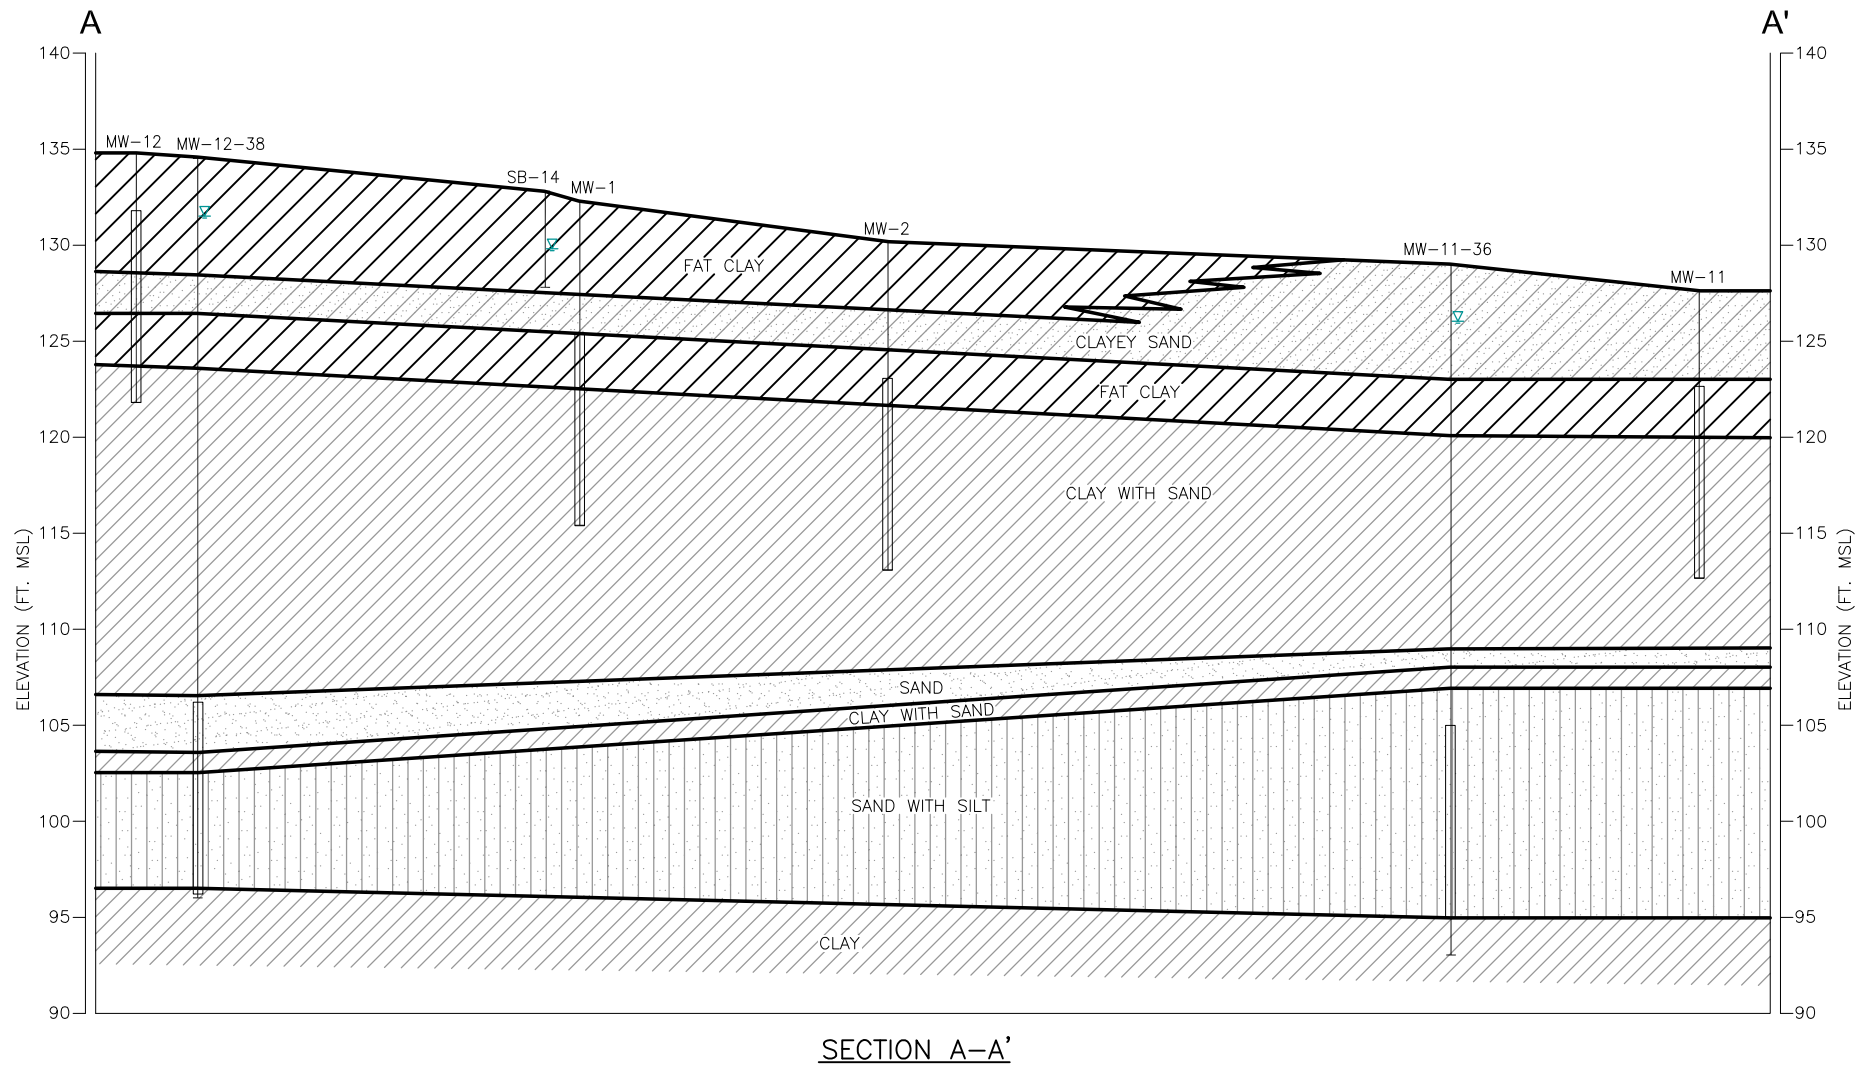 A A'
140 140
MW-12 MW-12-38
135 135
SB-14 MW-1
MW-2
130 130
MW-11-36
FAT CLAY
MW-11
125 125
CLAYEY SAND
FAT CLAY
120 120
CLAY WITH SAND
115 115
ELEVATION (FT. MSL) ELEVATION (FT. MSL)
110 110
SAND
CLAY WITH SAND
105 105
SAND WITH SILT
100 100
CLAY
95 95
90 90
SECTION A-A'